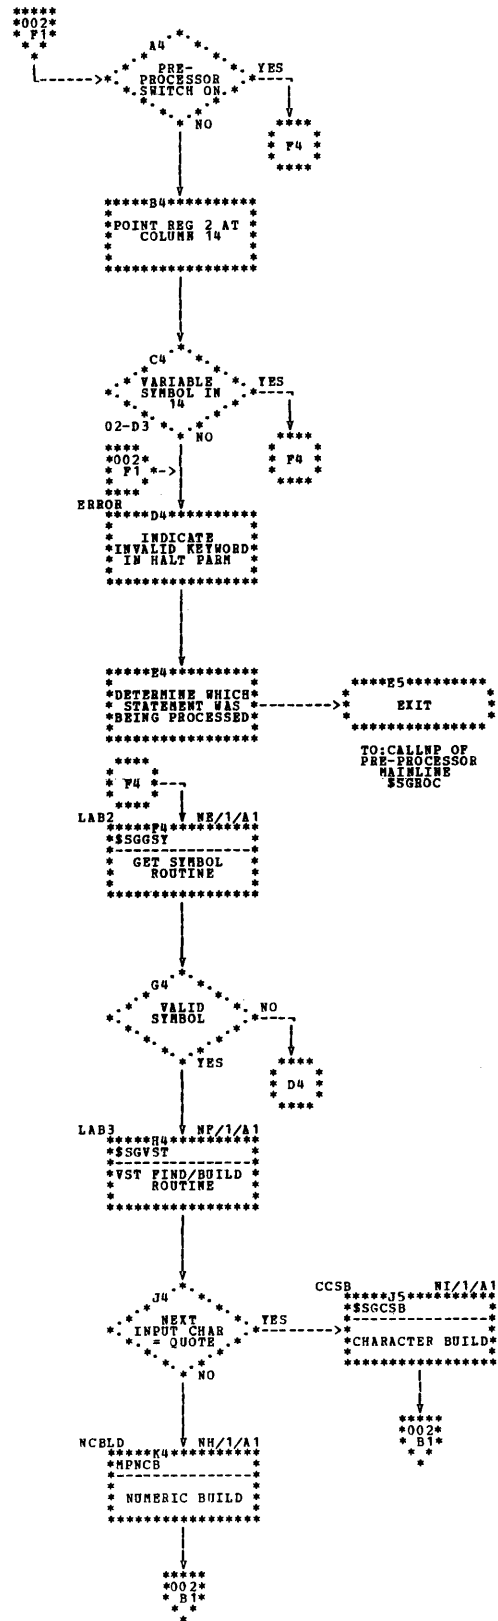 002
F1
A4
PRE-
PROCESSOR
SWITCH ON
YES
NO
F4
B4
POINT REG 2 AT
COLUMN 14
C4
VARIABLE
SYMBOL IN
14
YES
NO
F4
02-D3
002
F1
ERROR
D4
INDICATE
INVALID KEYWORD
IN HALT PARM
E4
DETERMINE WHICH
STATEMENT WAS
BEING PROCESSED
E5
EXIT
TO:CALLNP OF
PRE-PROCESSOR
MAINLINE
$SGROC
F4
LAB2 NE/1/A1
F4
$SGGSY
GET SYMBOL
ROUTINE
G4
VALID
SYMBOL
NO
YES
D4
LAB3 NF/1/A1
H4
$SGVST
VST FIND/BUILD
ROUTINE
J4
NEXT
INPUT CHAR
= QUOTE
YES
NO
CCSB NI/1/A1
J5
$SGCSB
CHARACTER BUILD
002
B1
NCBLD NH/1/A1
K4
MPNCB
NUMERIC BUILD
002
B1